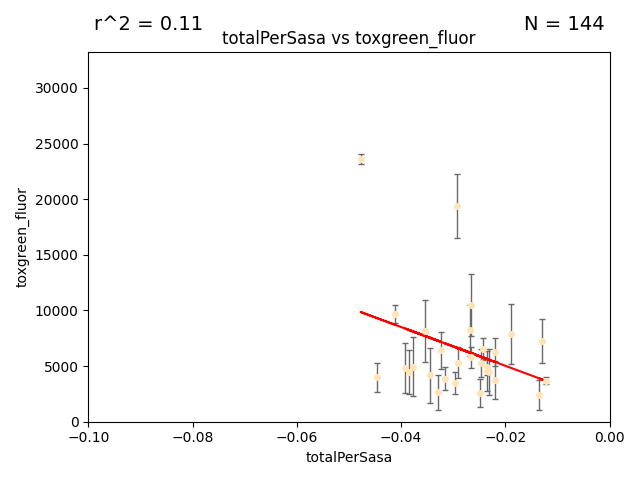 r^2 = 0.11
N = 144
totalPerSasa vs toxgreen_fluor
30000
25000
20000
15000
10000
5000
0
toxgreen_fluor
−0.10
−0.08
−0.06
−0.04
−0.02
0.00
totalPerSasa